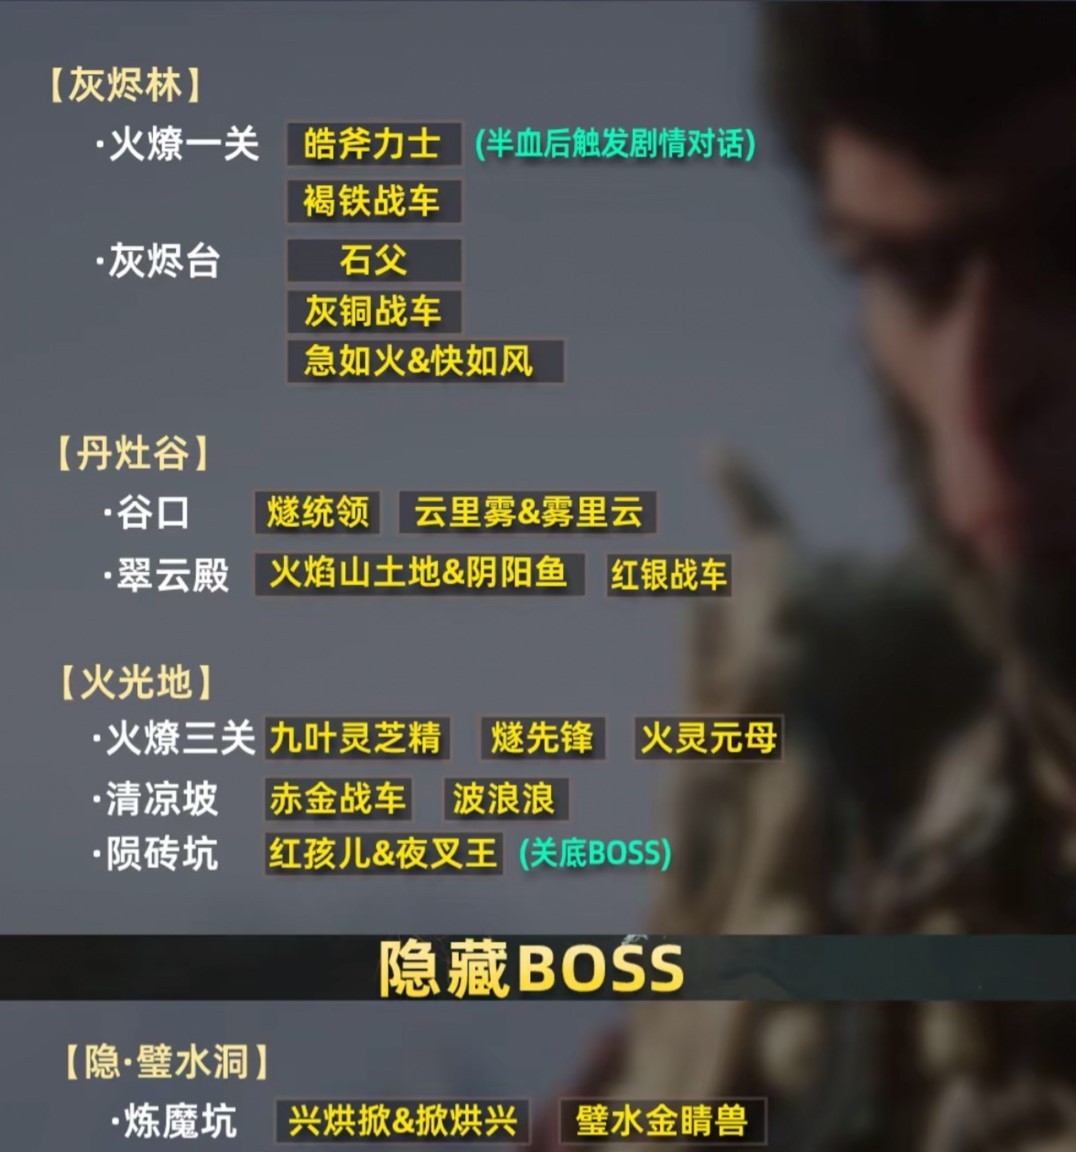 【灰烬林】
·火燎一关 皓斧力士 (半血后触发剧情对话)
褐铁战车
·灰烬台 石父
灰铜战车
急如火&快如风
【丹灶谷】
·谷口 燧统领 云里雾&雾里云
·翠云殿 火焰山土地&阴阳鱼 红银战车
【火光地】
·火燎三关 九叶灵芝精 燧先锋 火灵元母
·清凉坡 赤金战车 波浪浪
·陨砖坑 红孩儿&夜叉王 (关底BOSS)
隐藏BOSS
【隐·璧水洞】
·炼魔坑 兴烘掀&掀烘兴 璧水金睛兽